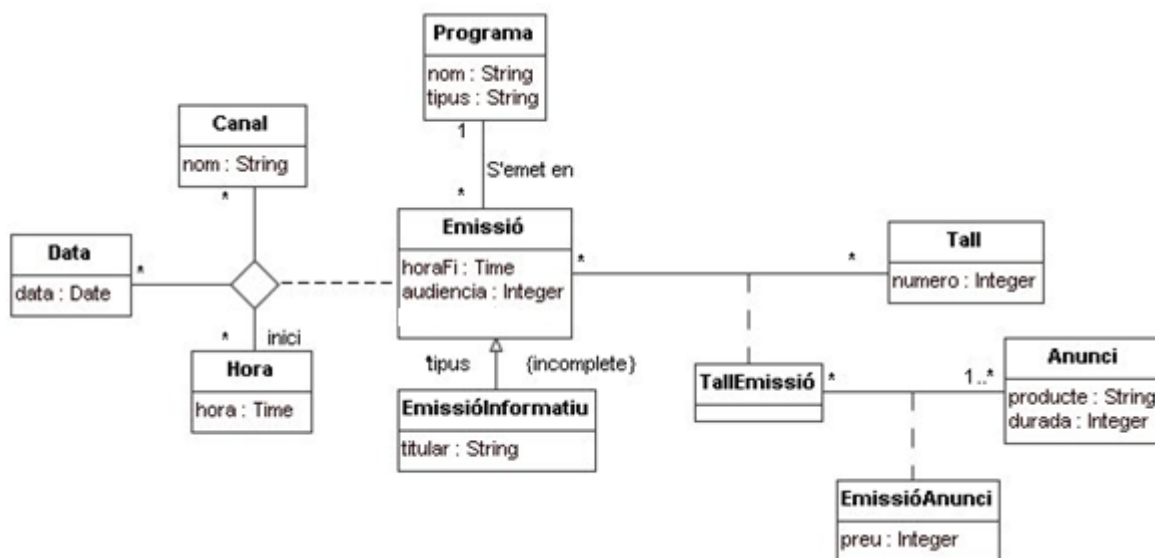 Programa
nom : String
tipus : String
1
S'emet en
*
Canal
nom : String
*
Data
data : Date
*
*
inici
Hora
hora : Time
Emissió
horaFi : Time
audiencia : Integer
*
*
Tall
numero : Integer
tipus
{incomplete}
EmissióInformatiu
titular : String
TallEmissió
*
1..*
Anunci
producte : String
durada : Integer
EmissióAnunci
preu : Integer